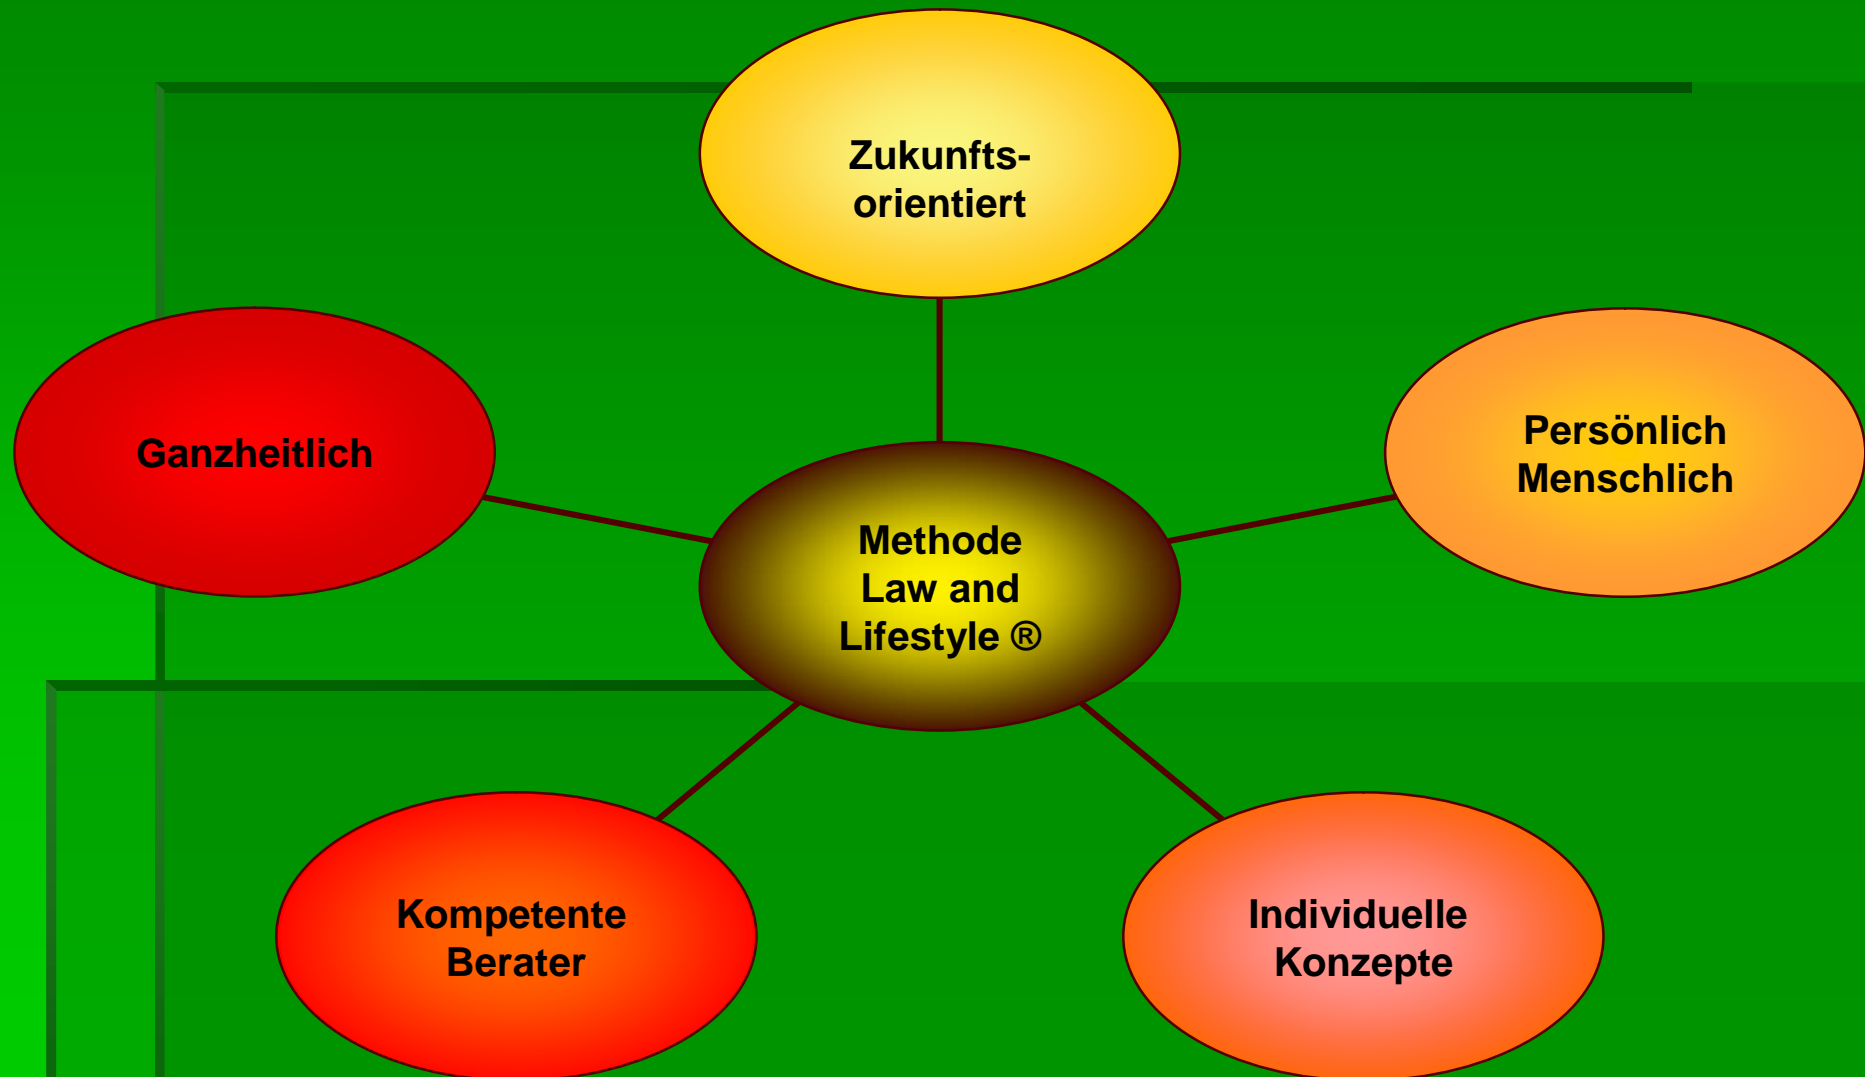 Zukunfts-
orientiert
Ganzheitlich
Persönlich
Menschlich
Methode
Law and
Lifestyle ®
Kompetente
Berater
Individuelle
Konzepte